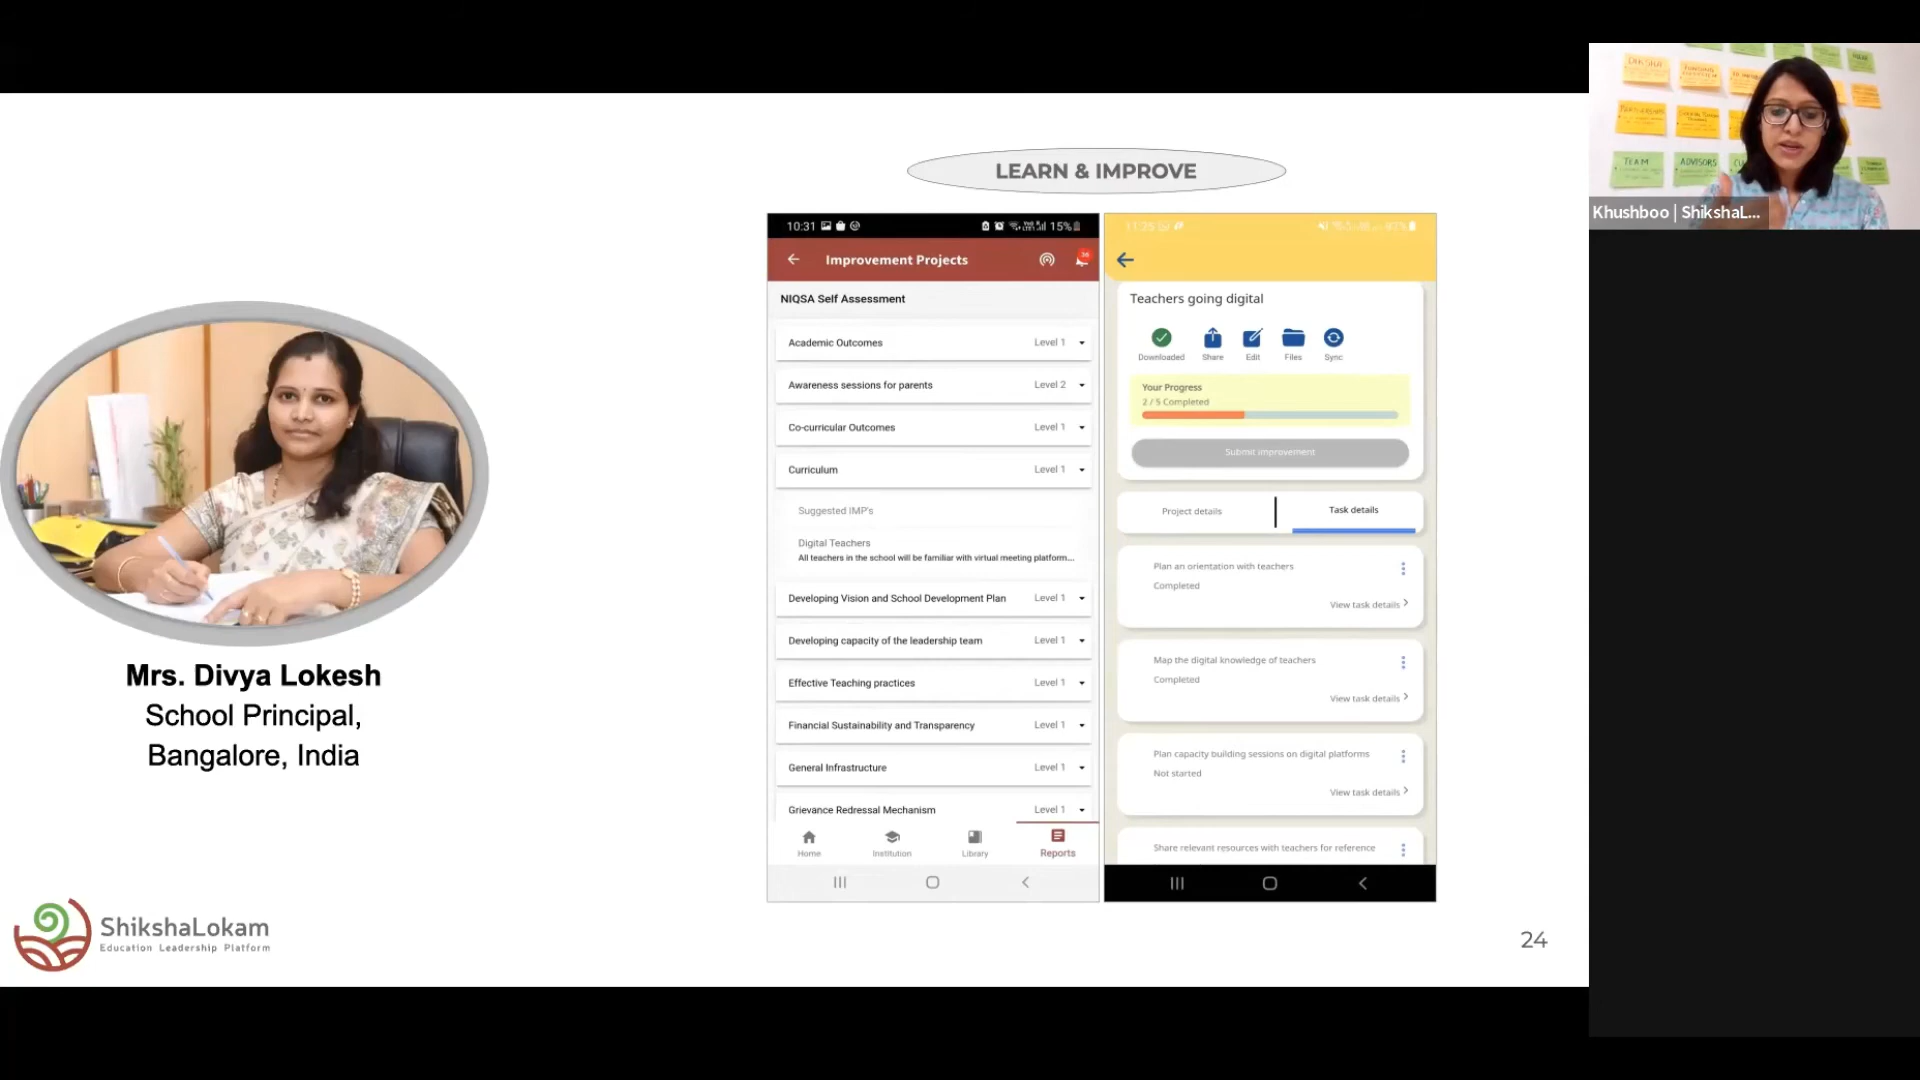 LEARN & IMPROVE
10:31
15%
Improvement Projects
36
NIQSA Self Assessment
Academic Outcomes Level 1
Awareness sessions for parents Level 2
Co-curricular Outcomes Level 1
Curriculum Level 1
Suggested IMP's
Digital Teachers
All teachers in the school will be familiar with virtual meeting platform...
Developing Vision and School Development Plan Level 1
Developing capacity of the leadership team Level 1
Effective Teaching practices Level 1
Financial Sustainability and Transparency Level 1
General Infrastructure Level 1
Grievance Redressal Mechanism Level 1
Home Institution Library Reports
Teachers going digital
Downloaded Share Edit Files Sync
Your Progress
2 / 5 Completed
Submit improvement
Project details Task details
Plan an orientation with teachers
Completed
View task details
Map the digital knowledge of teachers
Completed
View task details
Plan capacity building sessions on digital platforms
Not started
View task details
Share relevant resources with teachers for reference
Mrs. Divya Lokesh
School Principal,
Bangalore, India
ShikshaLokam
Education Leadership Platform
24
TEAM
ADVISORS
Khushboo | ShikshaL...